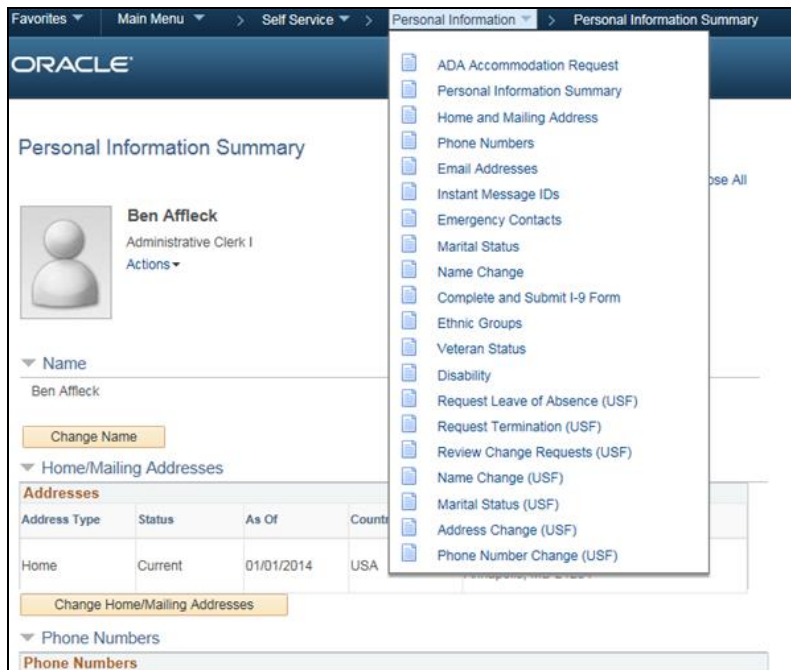 Favorites Main Menu > Self Service > Personal Information > Personal Information Summary
ORACLE
ADA Accommodation Request
Personal Information Summary
Home and Mailing Address
Phone Numbers
Email Addresses
Instant Message IDs
Emergency Contacts
Marital Status
Name Change
Complete and Submit I-9 Form
Ethnic Groups
Veteran Status
Disability
Request Leave of Absence (USF)
Request Termination (USF)
Review Change Requests (USF)
Name Change (USF)
Marital Status (USF)
Address Change (USF)
Phone Number Change (USF)
Personal Information Summary
All
Ben Affleck
Administrative Clerk I
Actions
Name
Ben Affleck
Change Name
Home/Mailing Addresses
Addresses
Address Type Status As Of
Home Current 01/01/2014 USA
Change Home/Mailing Addresses
Phone Numbers
Phone Numbers